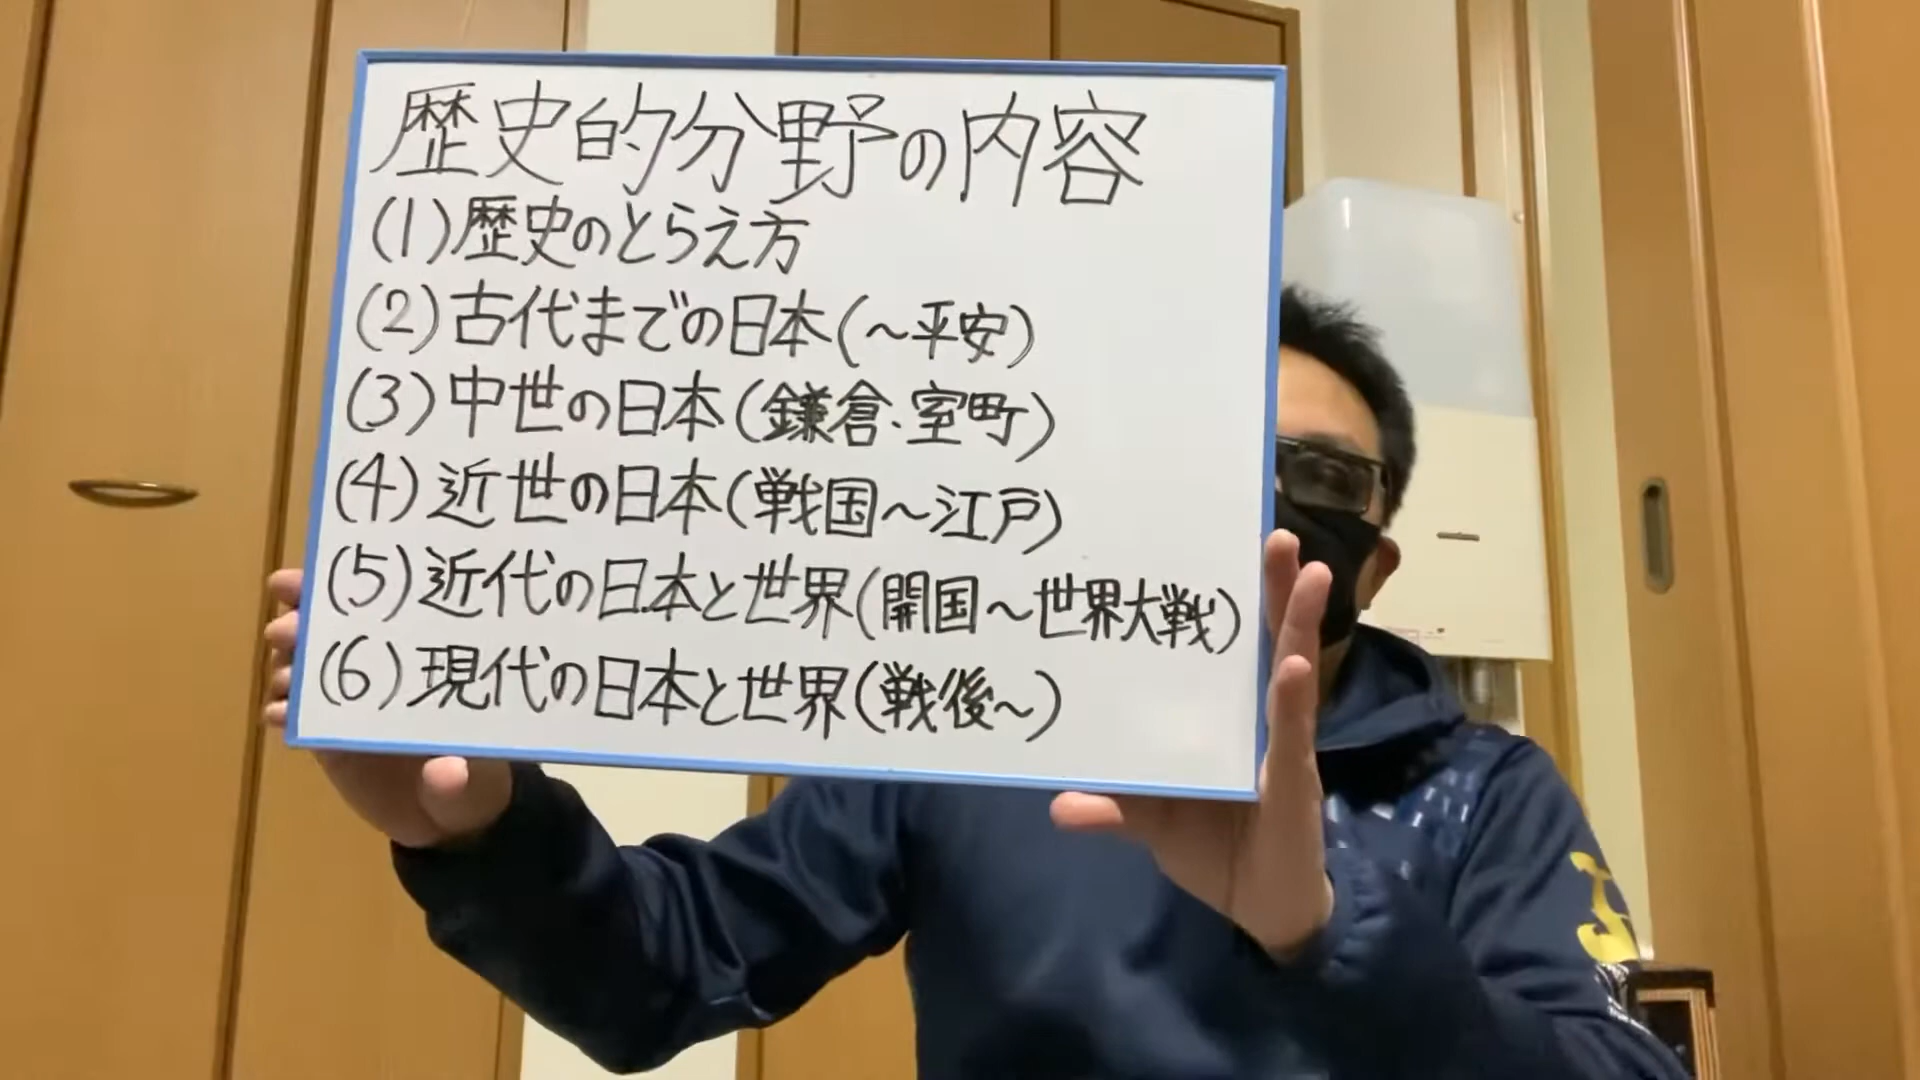 歴史的分野の内容
(1)歴史のとらえ方
(2)古代までの日本(～平安)
(3)中世の日本(鎌倉・室町)
(4)近世の日本(戦国～江戸)
(5)近代の日本と世界(開国～世界大戦)
(6)現代の日本と世界(戦後～)